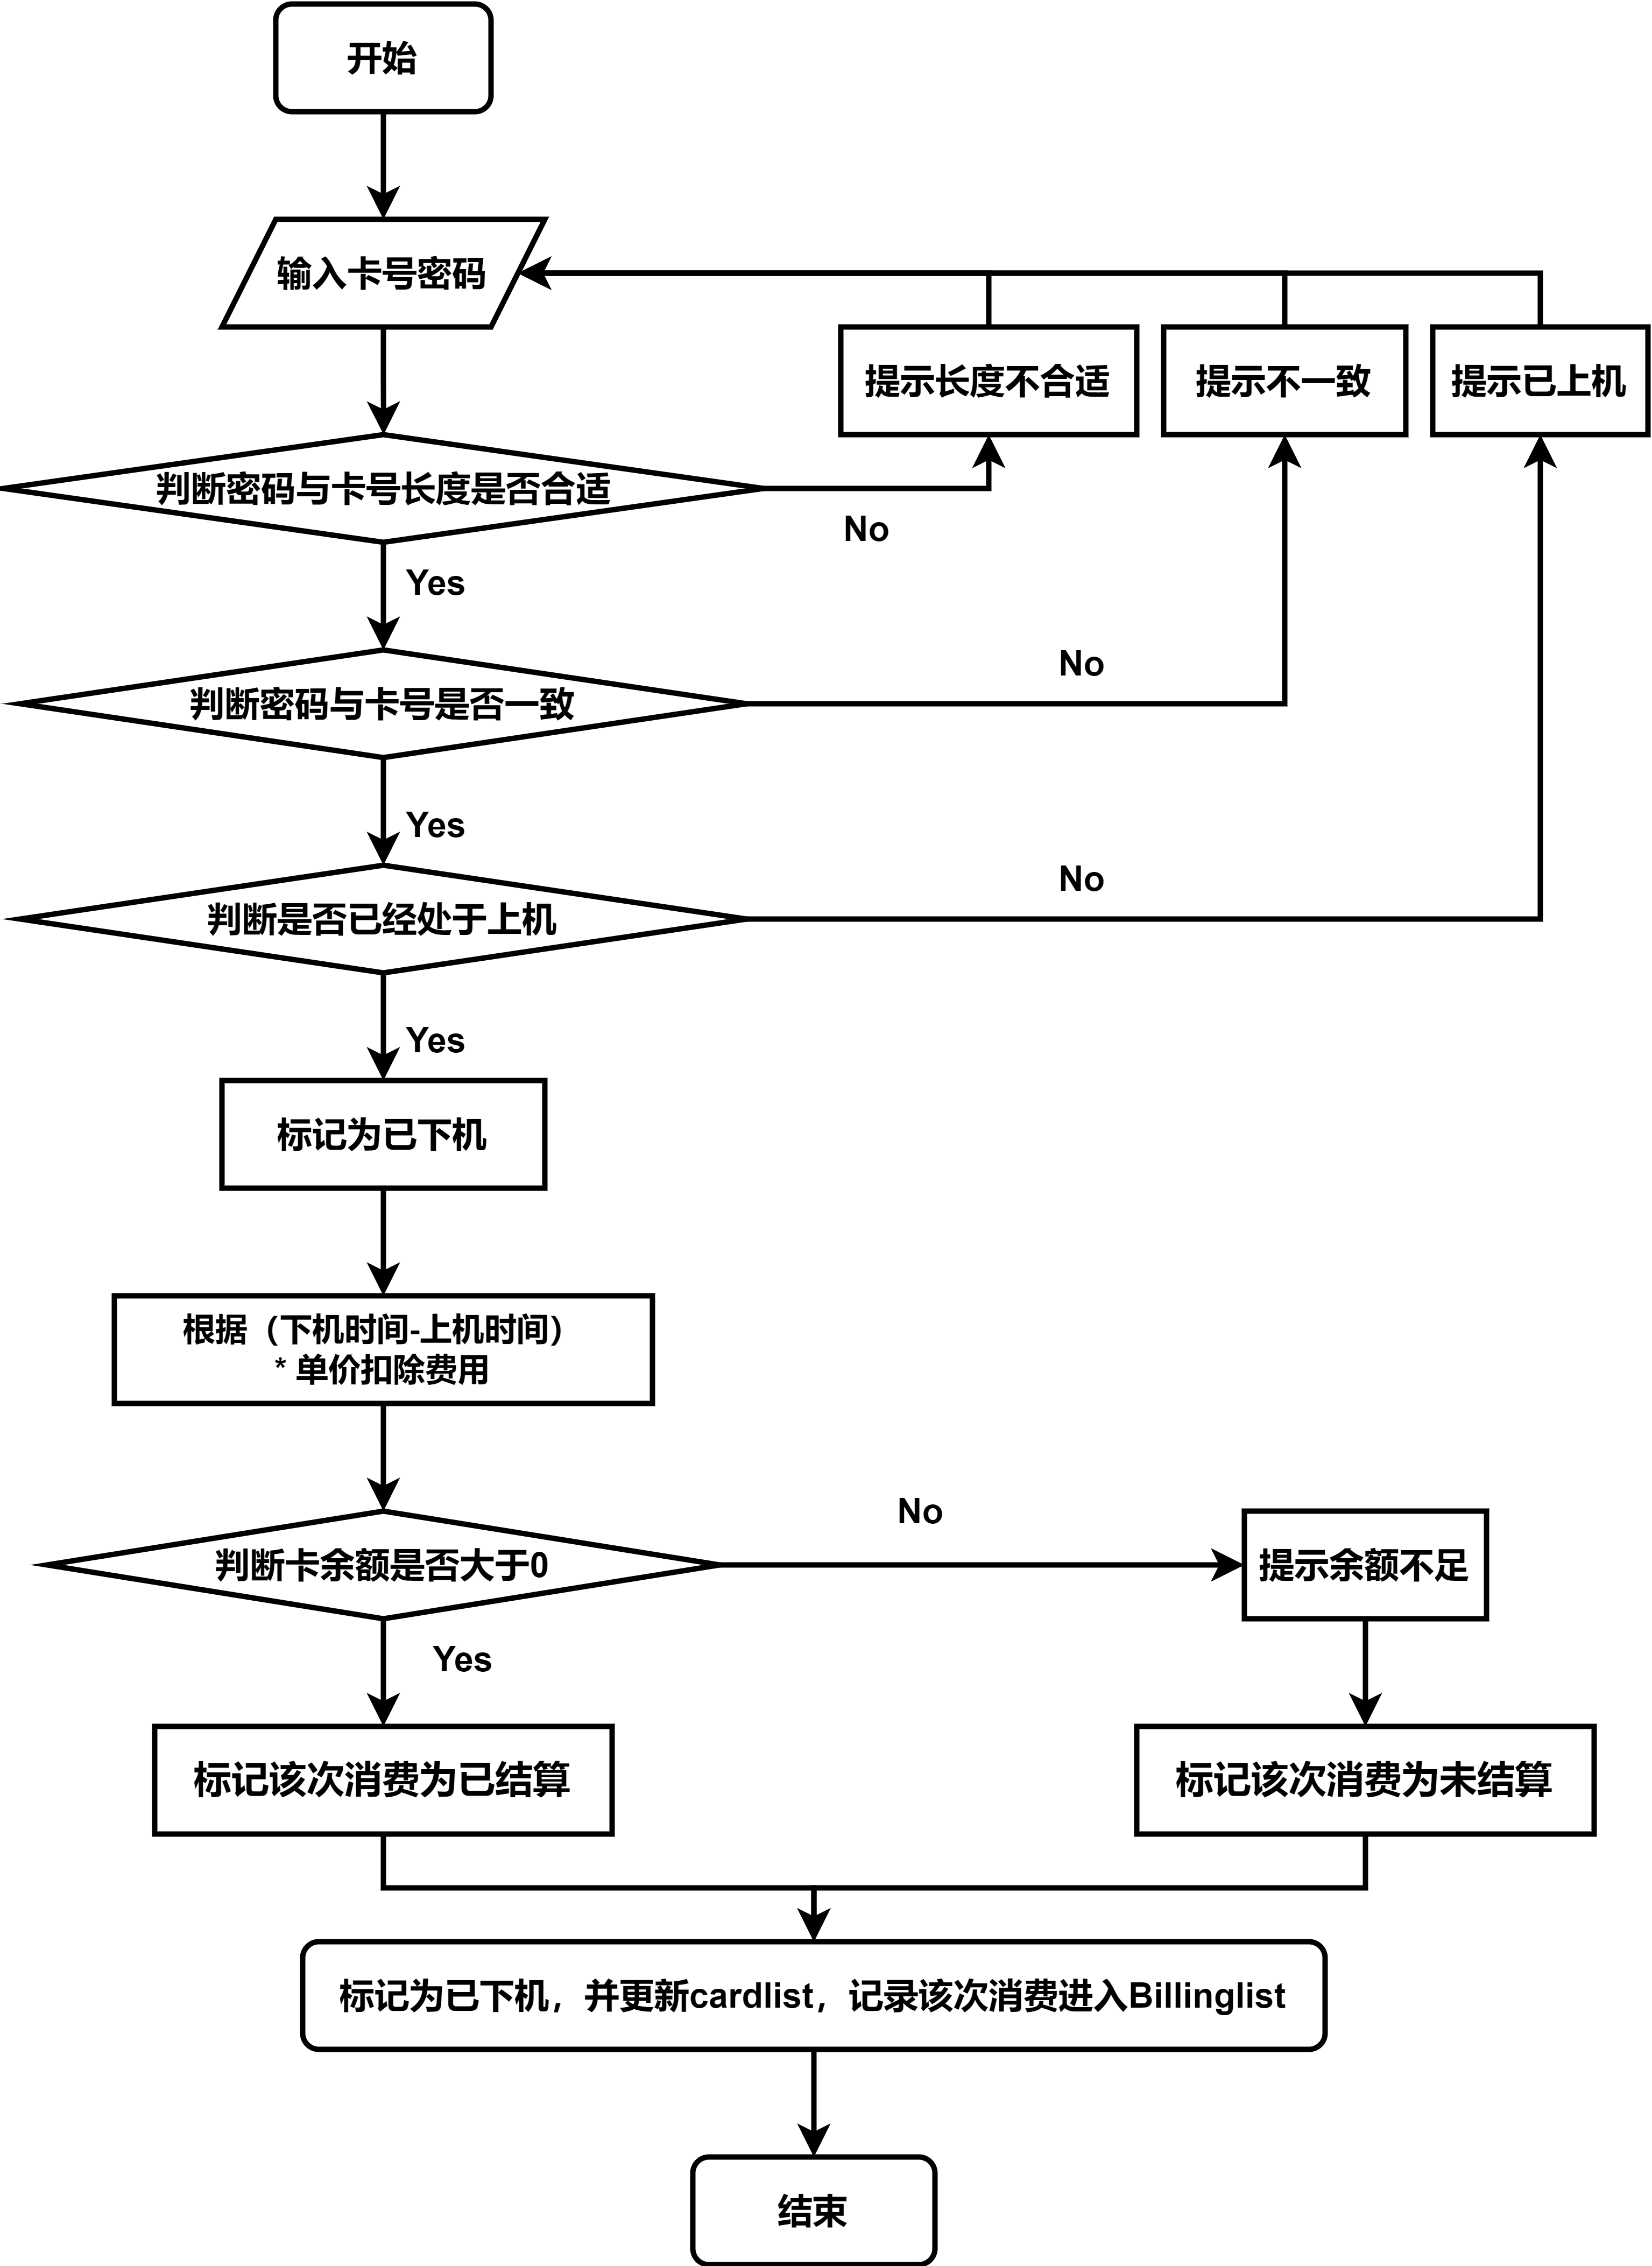 开始
输入卡号密码
提示长度不合适
提示不一致
提示已上机
判断密码与卡号长度是否合适
No
Yes
判断密码与卡号是否一致
No
Yes
判断是否已经处于上机
No
Yes
标记为已下机
根据（下机时间-上机时间）
* 单价扣除费用
判断卡余额是否大于0
No
提示余额不足
Yes
标记该次消费为已结算
标记该次消费为未结算
标记为已下机，并更新cardlist，记录该次消费进入Billinglist
结束